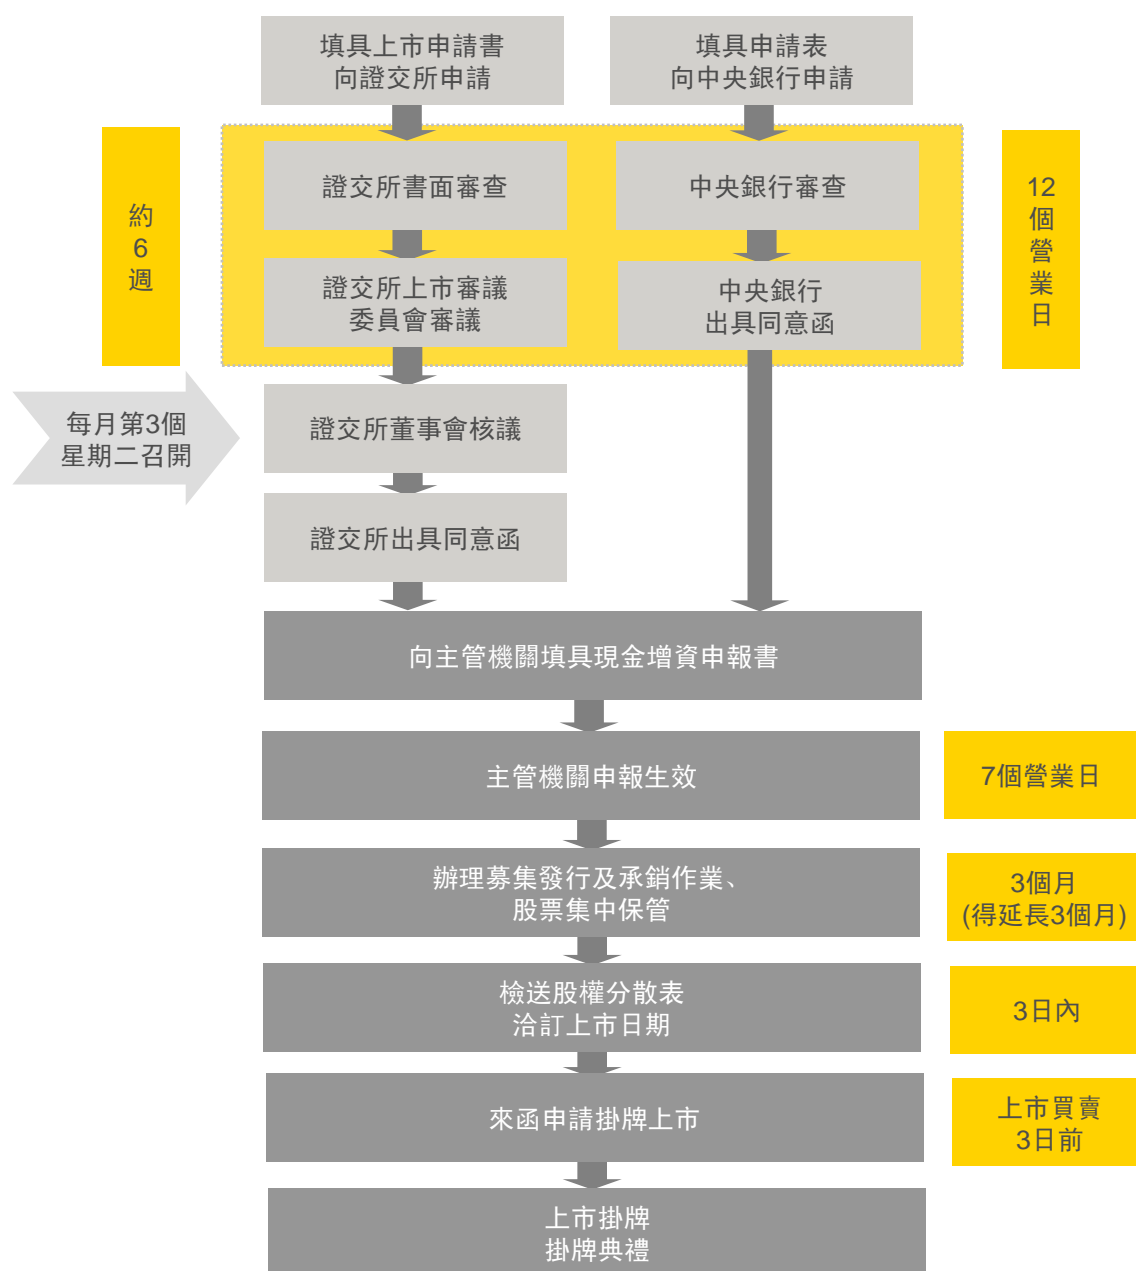 填具上市申請書
向證交所申請
填具申請表
向中央銀行申請
約
6
週
證交所書面審查
中央銀行審查
12
個
營
業
日
證交所上市審議
委員會審議
中央銀行
出具同意函
每月第3個
星期二召開
證交所董事會核議
證交所出具同意函
向主管機關填具現金增資申報書
主管機關申報生效
7個營業日
辦理募集發行及承銷作業、
股票集中保管
3個月
(得延長3個月)
檢送股權分散表
洽訂上市日期
3日內
來函申請掛牌上市
上市買賣
3日前
上市掛牌
掛牌典禮